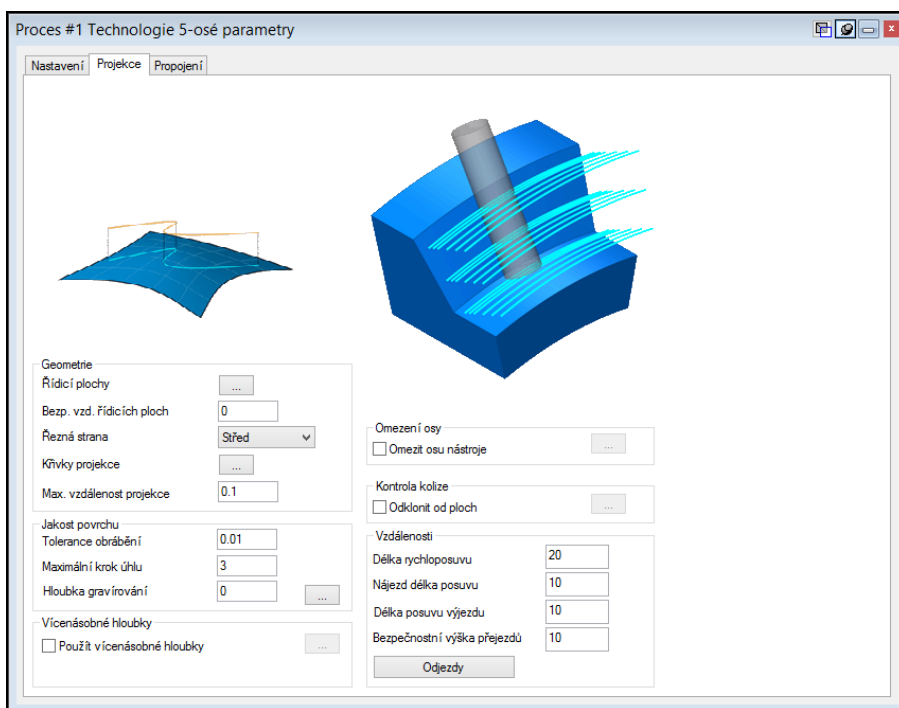 Proces #1 Technologie 5-osé parametry
Nastavení Projekce Propojení
Geometrie
Řídicí plochy ...
Bezp. vzd. řídicích ploch 0
Řezná strana Střed
Křivky projekce ...
Max. vzdálenost projekce 0.1
Jakost povrchu
Tolerance obrábění 0.01
Maximální krok úhlu 3
Hloubka gravírování 0 ...
Vícenásobné hloubky
Použít vícenásobné hloubky ...
Omezení osy
Omezit osu nástroje ...
Kontrola kolize
Odklonit od ploch ...
Vzdálenosti
Délka rychloposuvu 20
Nájezd délka posuvu 10
Délka posuvu výjezdu 10
Bezpečnostní výška přejezdů 10
Odjezdy